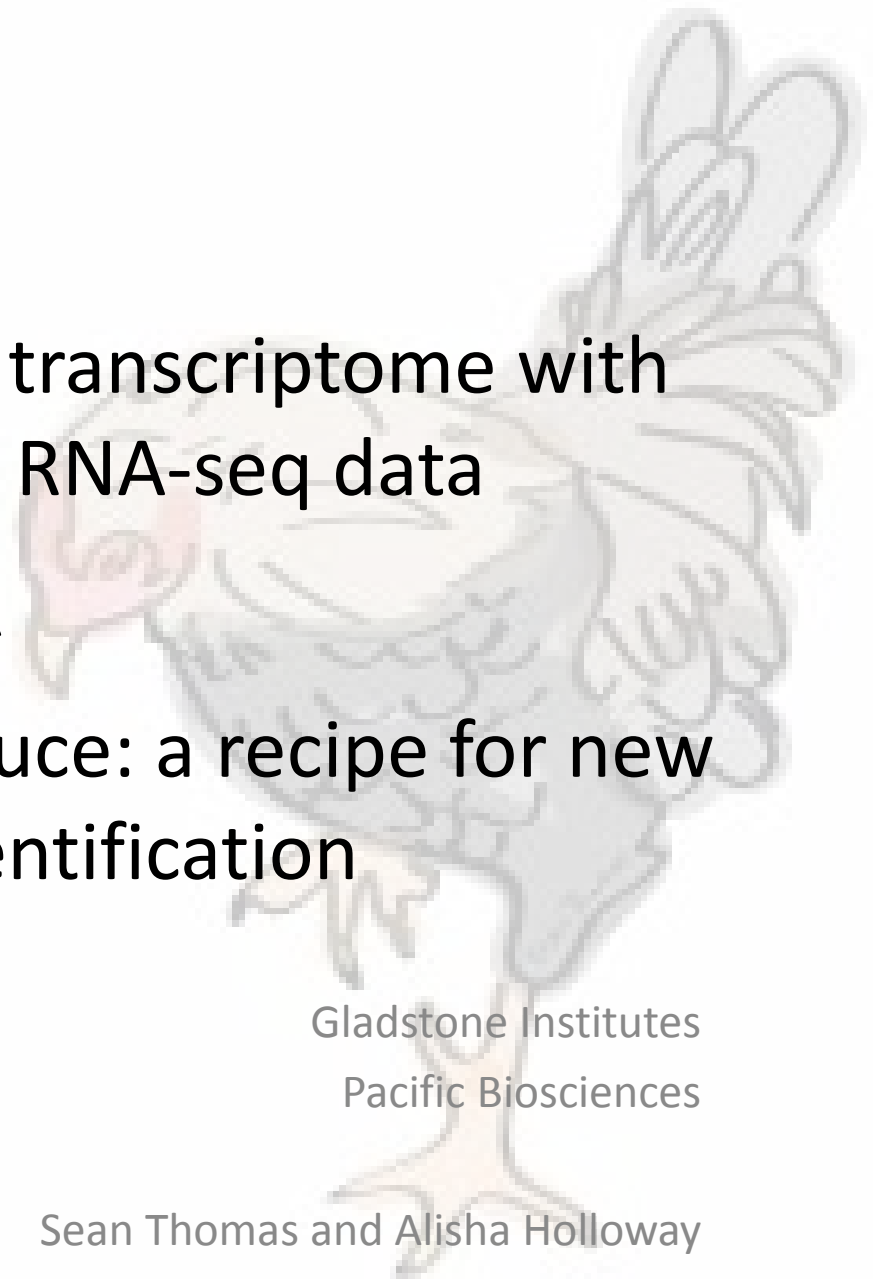 transcriptome with
RNA-seq data
uce: a recipe for new
entification
Gladstone Institutes
Pacific Biosciences
Sean Thomas and Alisha Holloway